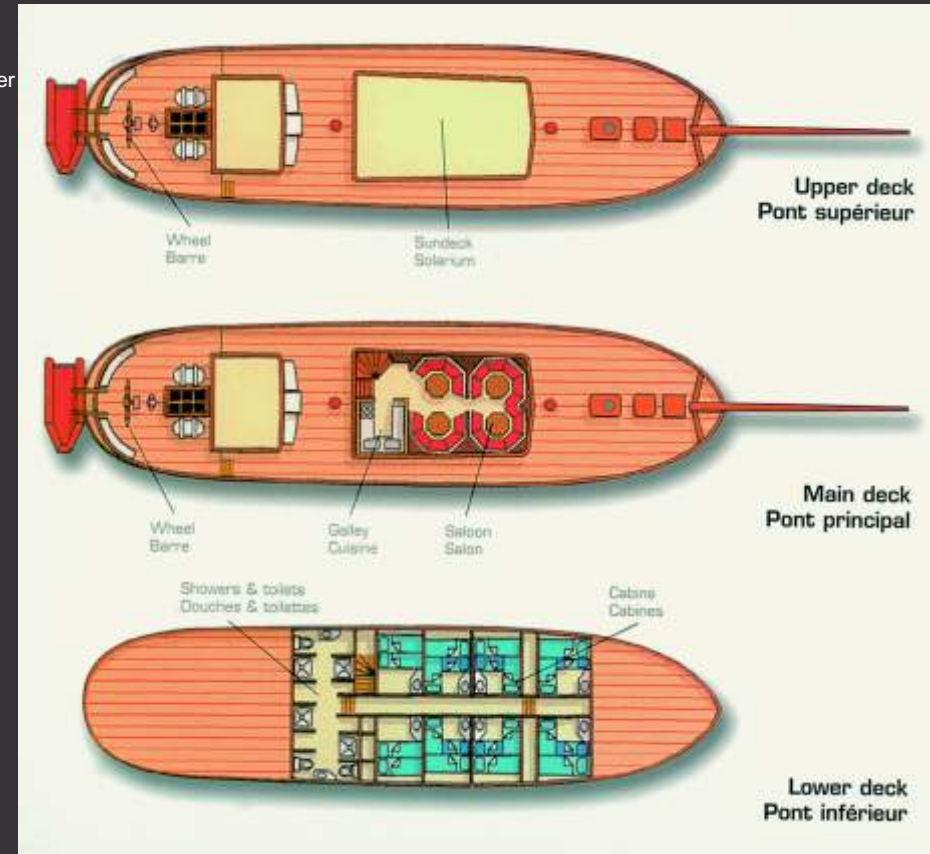 er
Upper deck
Pont supérieur
Wheel
Barre
Sundeck
Solarium
Main deck
Pont principal
Wheel
Barre
Galley
Cuisine
Saloon
Salon
Showers & toilets
Douches & toilettes
Cabins
Cabines
Lower deck
Pont inférieur